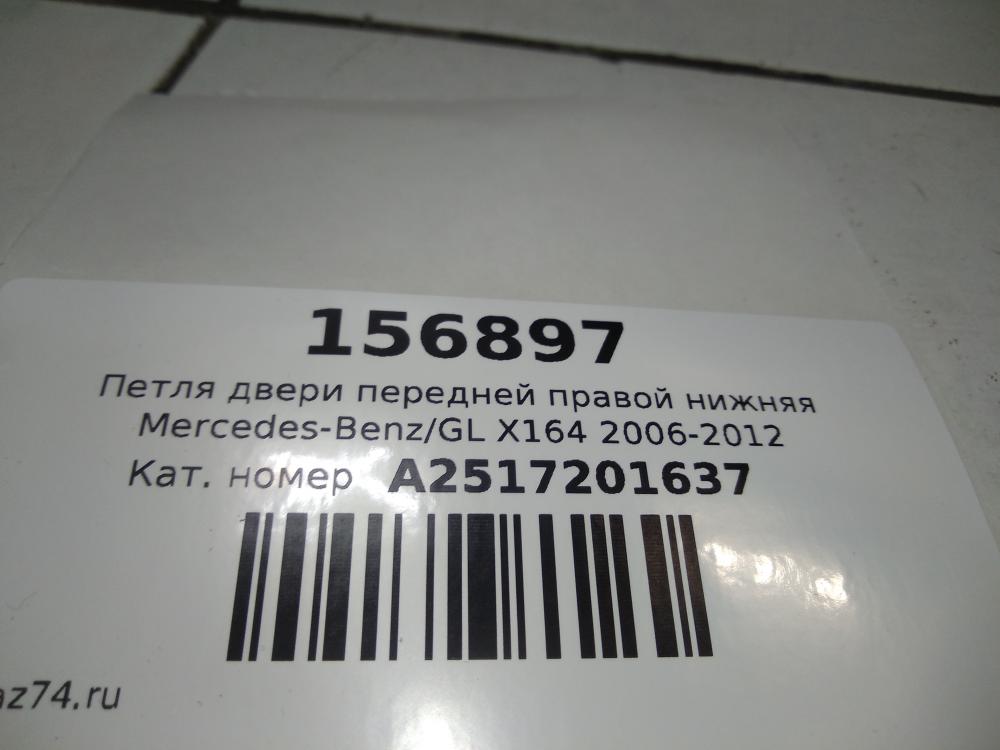 156897
Петля двери передней правой нижняя
Mercedes-Benz/GL X164 2006-2012
Кат. номер A2517201637
az74.ru